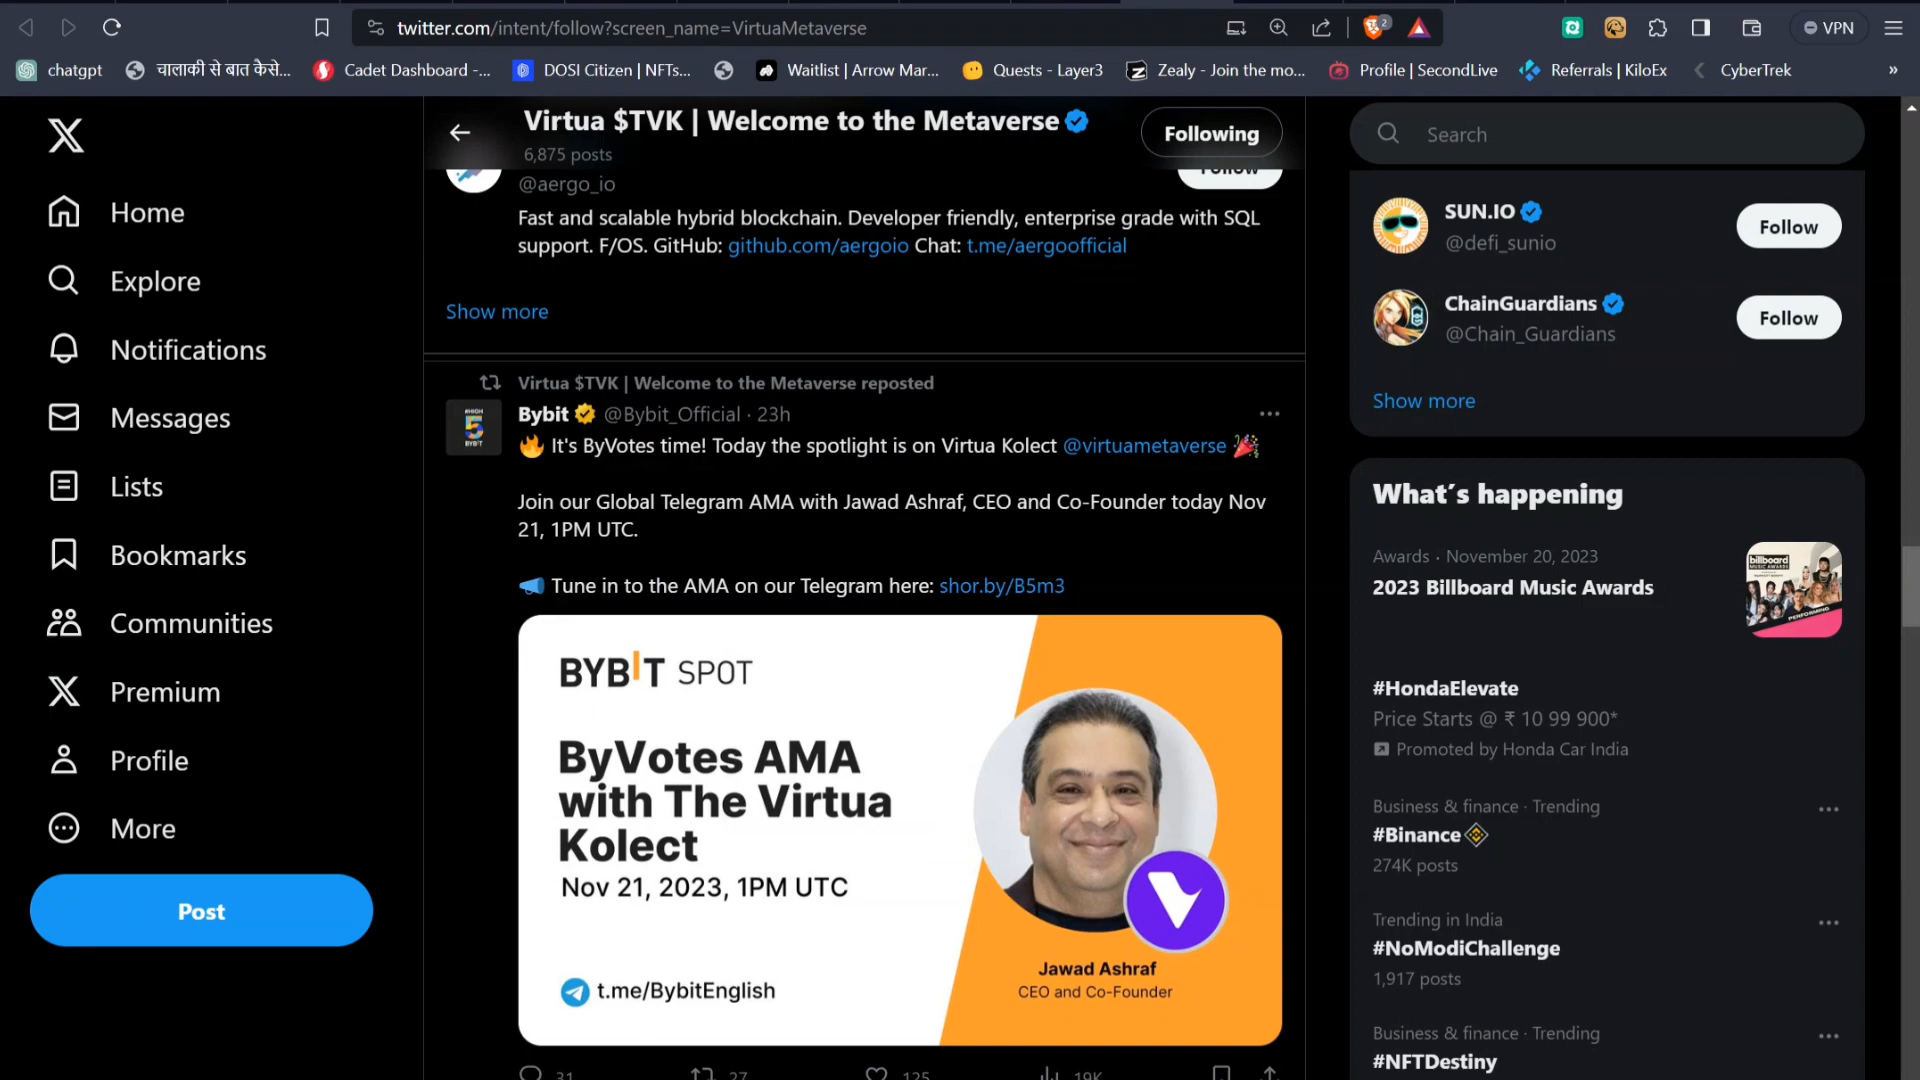 twitter.com/intent/follow?screen_name=VirtuaMetaverse
2
VPN
chatgpt
चालाकी से बात कैसे...
Cadet Dashboard -...
DOSI Citizen | NFTs...
Waitlist | Arrow Mar...
Quests - Layer3
Zealy - Join the mo...
Profile | SecondLive
Referrals | KiloEx
CyberTrek
»
Home
Explore
Notifications
Messages
Lists
Bookmarks
Communities
Premium
Profile
More
Post
Virtua $TVK | Welcome to the Metaverse
6,875 posts
Following
@aergo_io
Follow
Fast and scalable hybrid blockchain. Developer friendly, enterprise grade with SQL
support. F/OS. GitHub: github.com/aergoio Chat: t.me/aergoofficial
Show more
Virtua $TVK | Welcome to the Metaverse reposted
Bybit @Bybit_Official · 23h
🔥 It's ByVotes time! Today the spotlight is on Virtua Kolect @virtuametaverse 🎉
Join our Global Telegram AMA with Jawad Ashraf, CEO and Co-Founder today Nov
21, 1PM UTC.
📣 Tune in to the AMA on our Telegram here: shor.by/B5m3
BYBIT SPOT
ByVotes AMA
with The Virtua
Kolect
Nov 21, 2023, 1PM UTC
t.me/BybitEnglish
Jawad Ashraf
CEO and Co-Founder
31
27
125
19K
Search
SUN.IO
@defi_sunio
Follow
ChainGuardians
@Chain_Guardians
Follow
Show more
What's happening
Awards · November 20, 2023
2023 Billboard Music Awards
billboard
MUSIC AWARDS
PERFORMING
#HondaElevate
Price Starts @ ₹ 10 99 900*
Promoted by Honda Car India
Business & finance · Trending
#Binance
274K posts
Trending in India
#NoModiChallenge
1,917 posts
Business & finance · Trending
#NFTDestiny